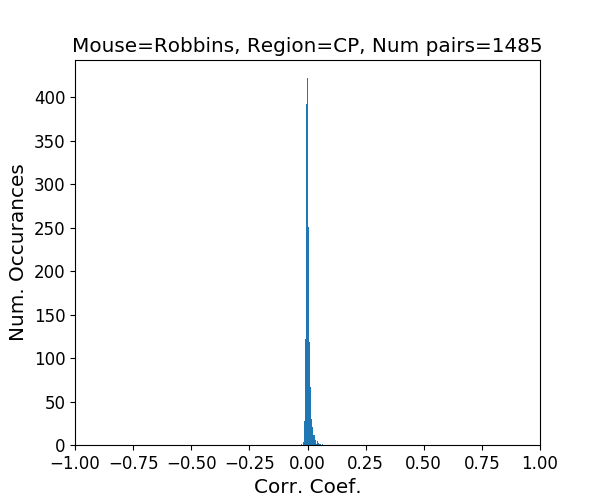 Mouse=Robbins, Region=CP, Num pairs=1485
400
350
300
250
200
150
100
50
0
Num. Occurances
−1.00 −0.75 −0.50 −0.25 0.00 0.25 0.50 0.75 1.00
Corr. Coef.